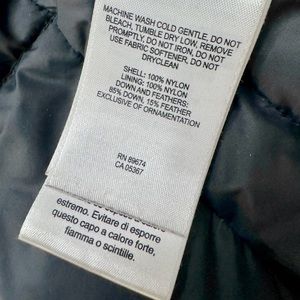 MACHINE WASH COLD GENTLE, DO NOT
BLEACH, TUMBLE DRY LOW, REMOVE
PROMPTLY, DO NOT IRON, DO NOT
USE FABRIC SOFTENER, DO NOT
DRYCLEAN
SHELL: 100% NYLON
LINING: 100% NYLON
DOWN AND FEATHERS:
85% DOWN, 15% FEATHER
EXCLUSIVE OF ORNAMENTATION
RN 89674
CA 05367
estremo. Evitare di esporre
questo capo a calore forte,
fiamma o scintille.